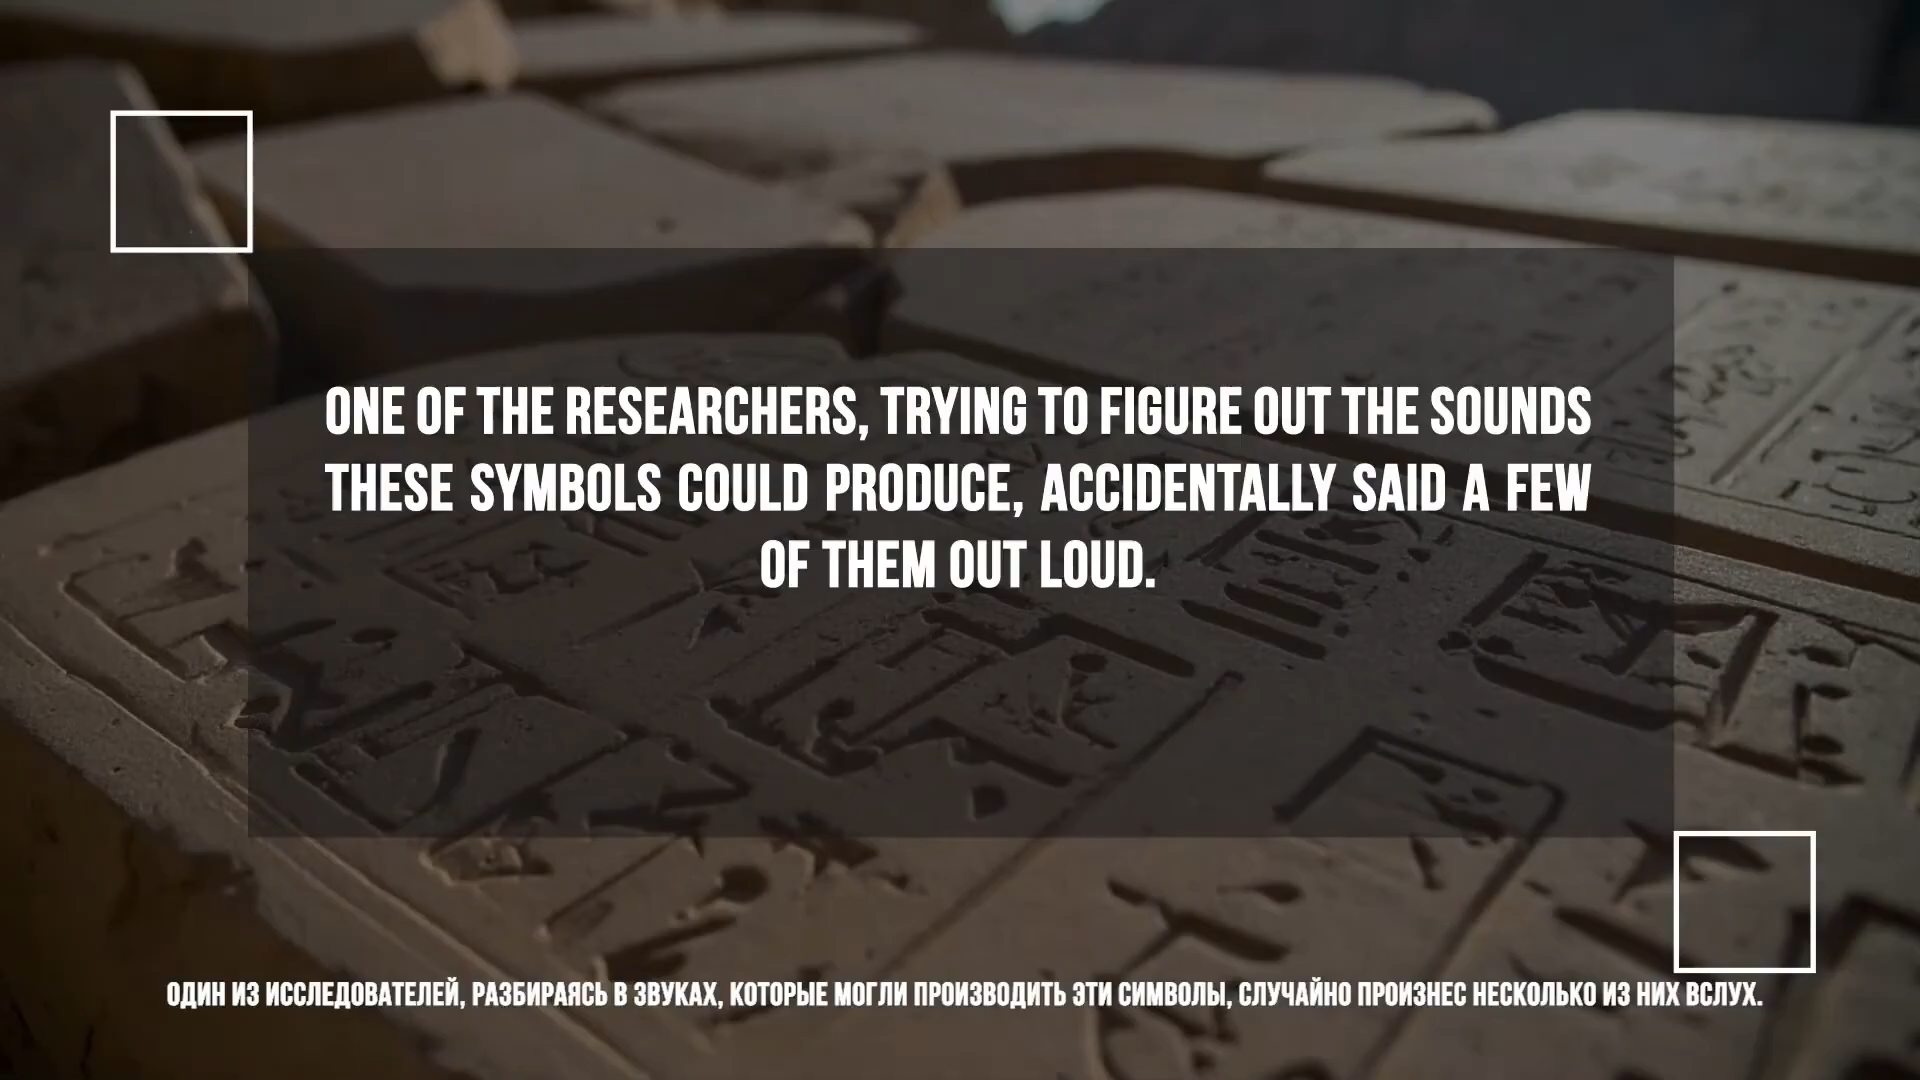 ONE OF THE RESEARCHERS, TRYING TO FIGURE OUT THE SOUNDS
THESE SYMBOLS COULD PRODUCE, ACCIDENTALLY SAID A FEW
OF THEM OUT LOUD.
ОДИН ИЗ ИССЛЕДОВАТЕЛЕЙ, РАЗБИРАЯСЬ В ЗВУКАХ, КОТОРЫЕ МОГЛИ ПРОИЗВОДИТЬ ЭТИ СИМВОЛЫ, СЛУЧАЙНО ПРОИЗНЕС НЕСКОЛЬКО ИЗ НИХ ВСЛУХ.